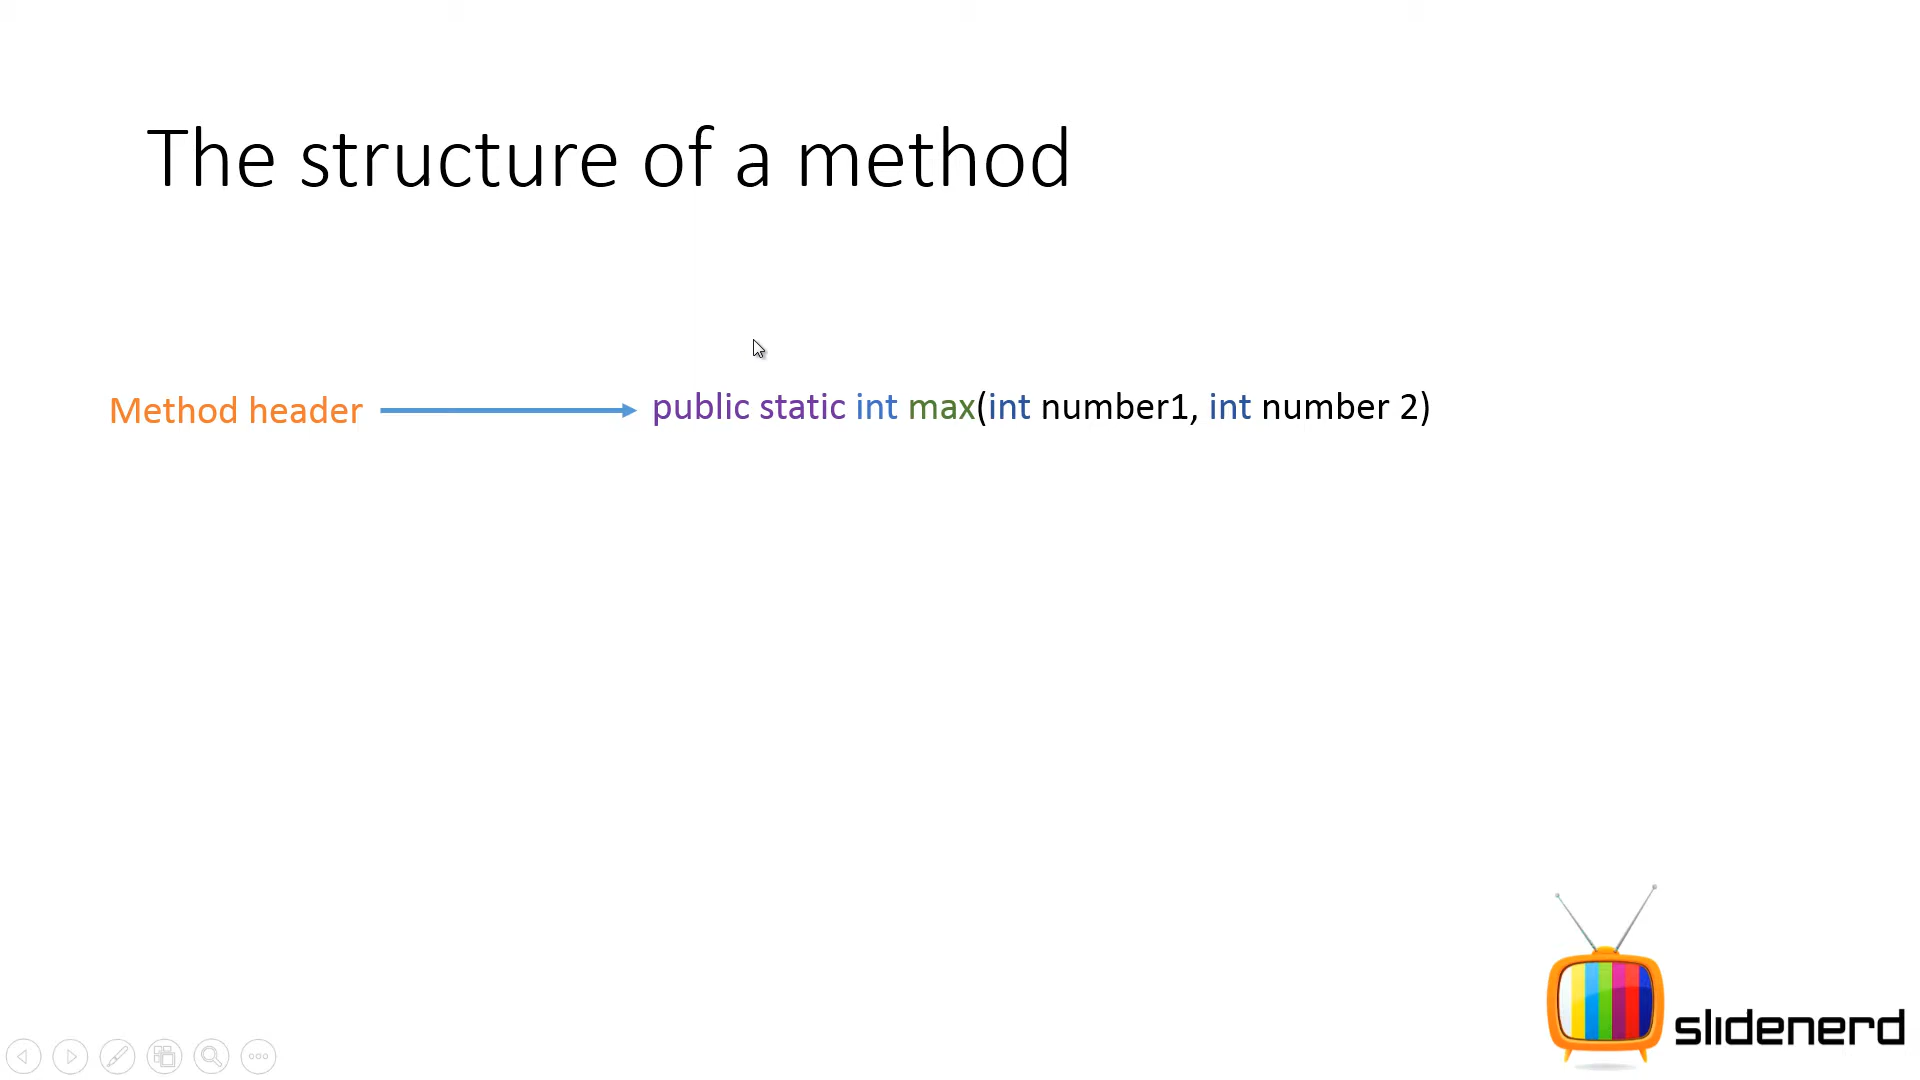 The structure of a method
Method header
public static int max(int number1, int number 2)
slidenerd